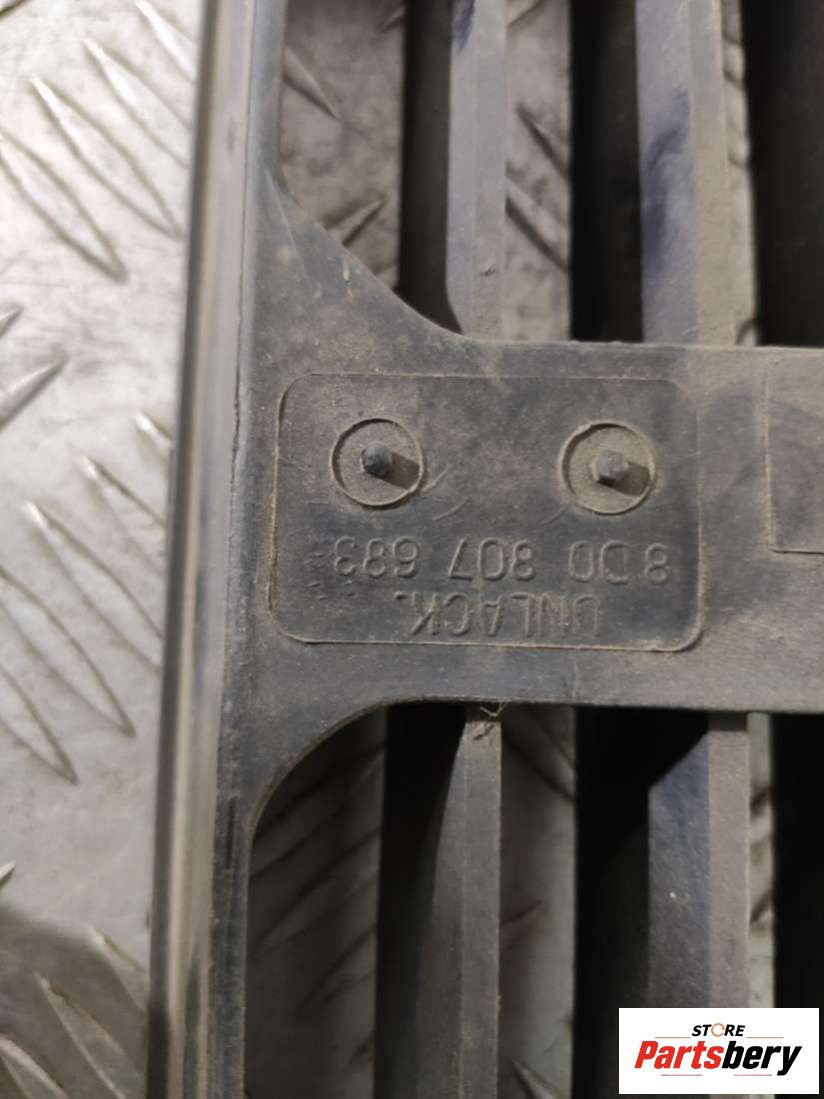 UNLACK.
8D0 807 683
STORE
Partsbery